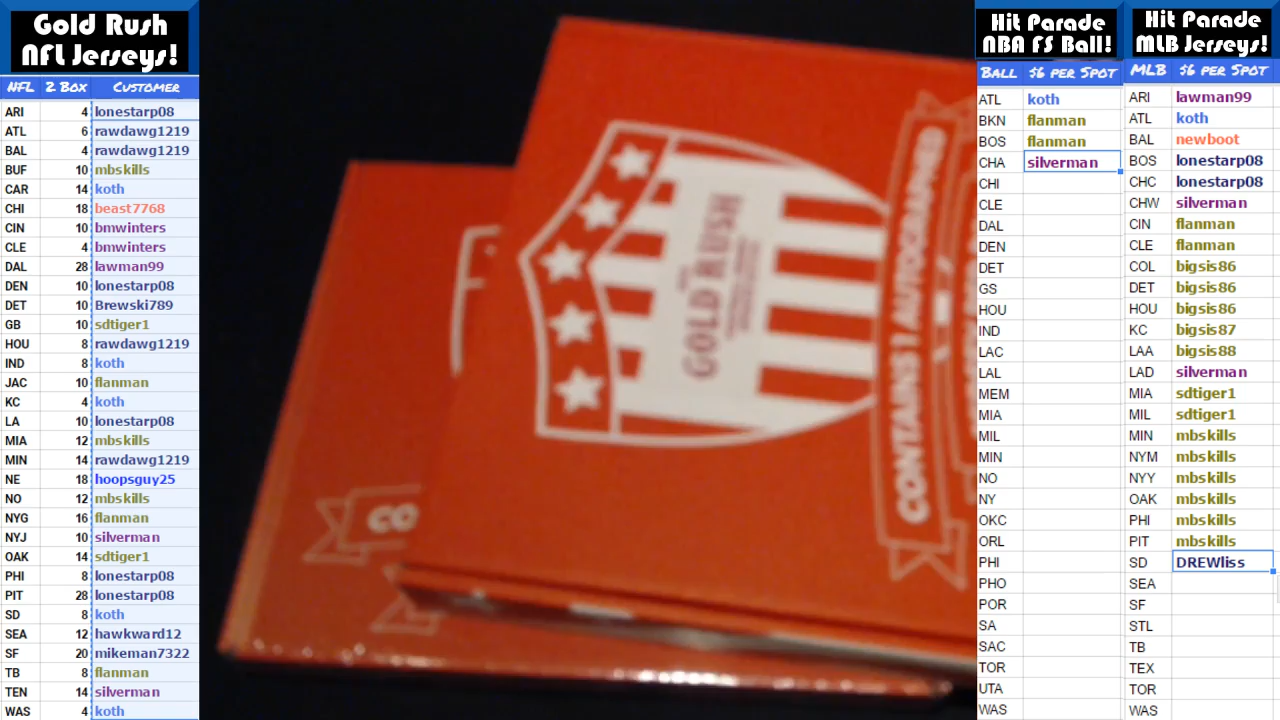 Gold Rush
NFL Jerseys!
NFL 2 Box Customer
ARI 4 lonestarp08
ATL 6 rawdawg1219
BAL 4 rawdawg1219
BUF 10 mbskills
CAR 14 koth
CHI 18 beast7768
CIN 10 bmwinters
CLE 4 bmwinters
DAL 28 lawman99
DEN 10 lonestarp08
DET 10 Brewski789
GB 10 sdtiger1
HOU 8 rawdawg1219
IND 8 koth
JAC 10 flanman
KC 4 koth
LA 10 lonestarp08
MIA 12 mbskills
MIN 14 rawdawg1219
NE 18 hoopsguy25
NO 12 mbskills
NYG 16 flanman
NYJ 10 silverman
OAK 14 sdtiger1
PHI 8 lonestarp08
PIT 28 lonestarp08
SD 8 koth
SEA 12 hawkward12
SF 20 mikeman7322
TB 8 flanman
TEN 14 silverman
WAS 4 koth
GOLD RUSH
CONTAINS 1 AUTOGRAPHED
Hit Parade
NBA FS Ball!
Ball $6 per Spot
ATL koth
BKN flanman
BOS flanman
CHA silverman
CHI
CLE
DAL
DEN
DET
GS
HOU
IND
LAC
LAL
MEM
MIA
MIL
MIN
NO
NY
OKC
ORL
PHI
PHO
POR
SA
SAC
TOR
UTA
WAS
Hit Parade
MLB Jerseys!
MLB $6 per Spot
ARI lawman99
ATL koth
BAL newboot
BOS lonestarp08
CHC lonestarp08
CHW silverman
CIN flanman
CLE flanman
COL bigsis86
DET bigsis86
HOU bigsis86
KC bigsis87
LAA bigsis88
LAD silverman
MIA sdtiger1
MIL sdtiger1
MIN mbskills
NYM mbskills
NYY mbskills
OAK mbskills
PHI mbskills
PIT mbskills
SD DREWliss
SEA
SF
STL
TB
TEX
TOR
WAS